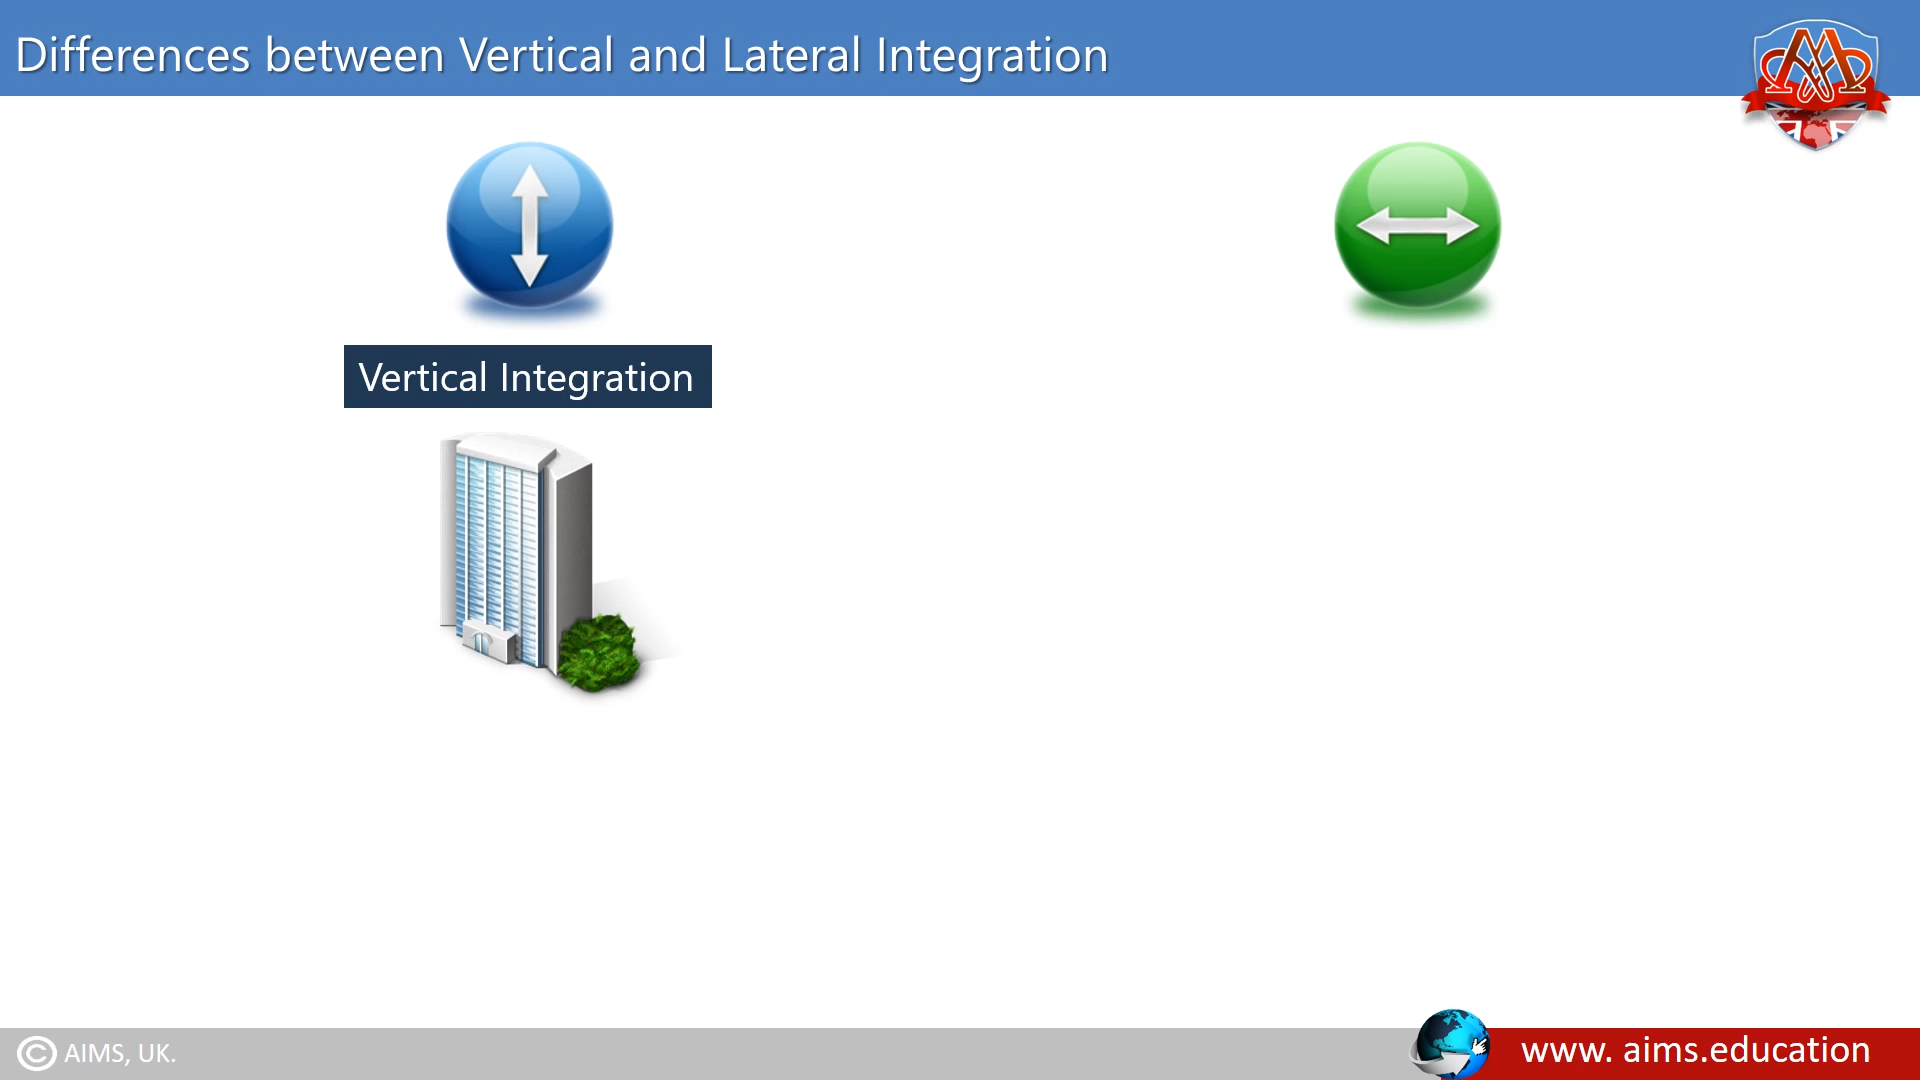 Differences between Vertical and Lateral Integration
Vertical Integration
© AIMS, UK.
www. aims.education